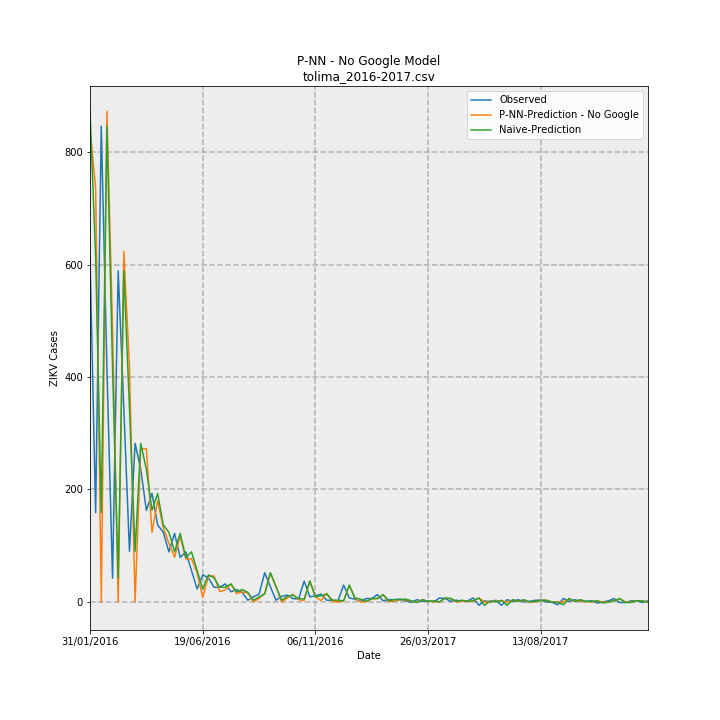 P-NN - No Google Model
tolima_2016-2017.csv
Observed
P-NN-Prediction - No Google
Naive-Prediction
ZIKV Cases
800
600
400
200
0
31/01/2016
19/06/2016
06/11/2016
26/03/2017
13/08/2017
Date